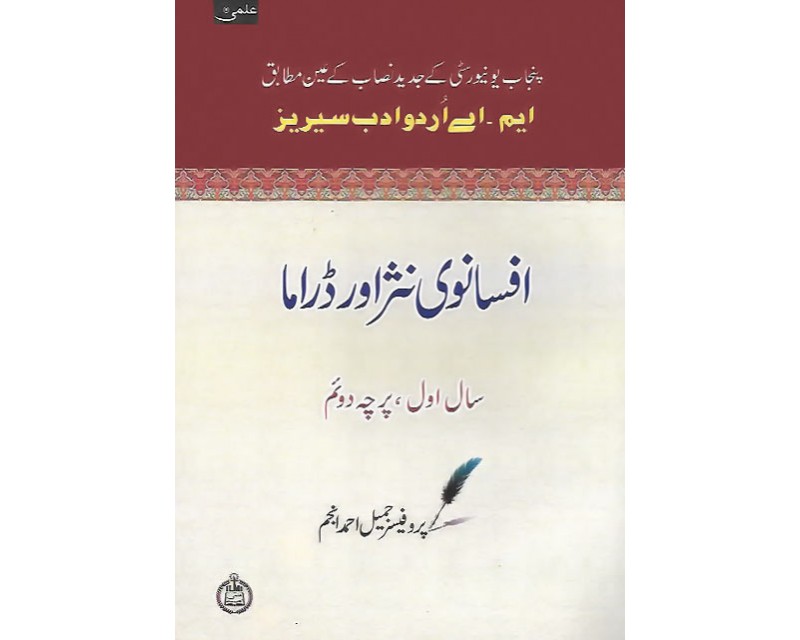 علمی
پنجاب یونیورسٹی کے جدید نصاب کے عین مطابق
ایم-اے اُردو ادب سیریز
افسانوی نثر اور ڈراما
سال اول، پرچہ دوئم
پروفیسر جمیل احمد انجم